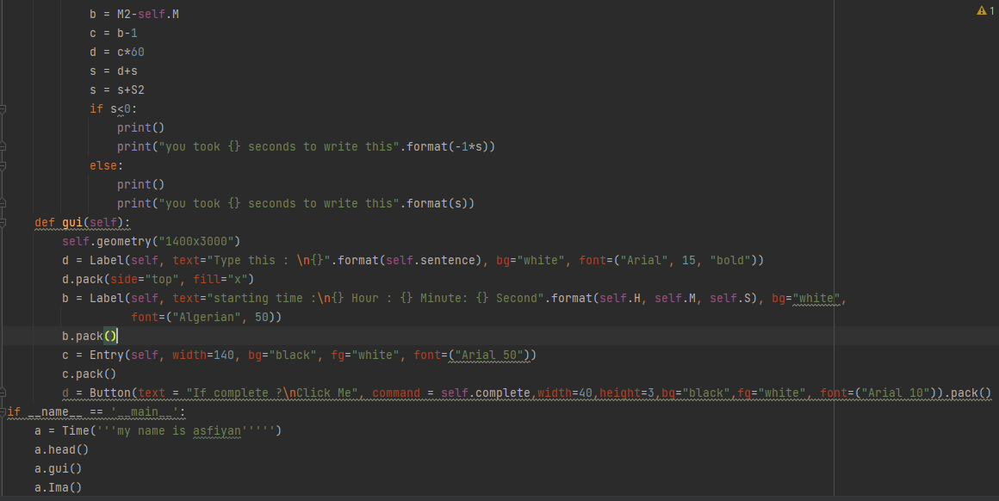 b = M2-self.M
1
c = b-1
d = c*60
s = d+s
s = s+S2
if s<0:
print()
print("you took {} seconds to write this".format(-1*s))
else:
print()
print("you took {} seconds to write this".format(s))
def gui(self):
self.geometry("1400x3000")
d = Label(self, text="Type this : \n{}".format(self.sentence), bg="white", font=("Arial", 15, "bold"))
d.pack(side="top", fill="x")
b = Label(self, text="starting time :\n{} Hour : {} Minute: {} Second".format(self.H, self.M, self.S), bg="white",
font=("Algerian", 50))
b.pack()
c = Entry(self, width=140, bg="black", fg="white", font=("Arial 50"))
c.pack()
d = Button(text = "If complete ?\nClick Me", command = self.complete,width=40,height=3,bg="black",fg="white", font=("Arial 10")).pack()
if __name__ == '__main__':
a = Time('''my name is asfiyan''''')
a.head()
a.gui()
a.Ima()